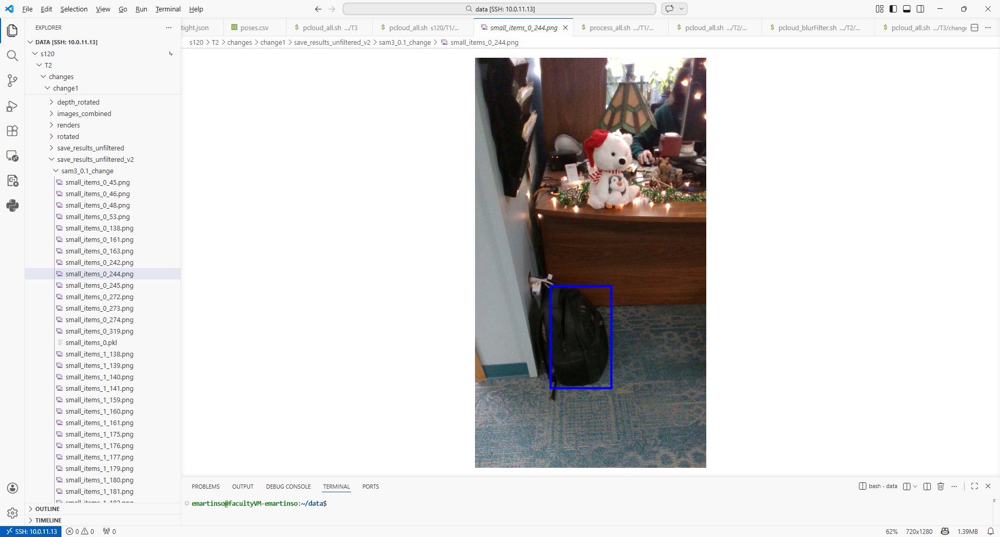 File Edit Selection View Go Run Terminal Help
data [SSH: 10.0.11.13]
EXPLORER
tight.json
poses.csv
pcloud_all.sh .../T3
pcloud_all.sh s120/T1/...
small_items_0_244.png
process_all.sh .../T1/...
pcloud_all.sh .../T2/...
pcloud_blurFilter.sh .../T2/...
pcloud_all.sh .../T3/change
s120 > T2 > changes > change1 > save_results_unfiltered_v2 > sam3_0.1_change > small_items_0_244.png
DATA [SSH: 10.0.11.13]
s120
T2
changes
change1
depth_rotated
images_combined
renders
rotated
save_results_unfiltered
save_results_unfiltered_v2
sam3_0.1_change
small_items_0_45.png
small_items_0_46.png
small_items_0_48.png
small_items_0_53.png
small_items_0_138.png
small_items_0_161.png
small_items_0_163.png
small_items_0_242.png
small_items_0_244.png
small_items_0_245.png
small_items_0_272.png
small_items_0_273.png
small_items_0_274.png
small_items_0_319.png
small_items_0.pkl
small_items_1_138.png
small_items_1_139.png
small_items_1_140.png
small_items_1_141.png
small_items_1_159.png
small_items_1_160.png
small_items_1_161.png
small_items_1_175.png
small_items_1_176.png
small_items_1_177.png
small_items_1_179.png
small_items_1_180.png
small_items_1_181.png
small_items_1_182.png
OUTLINE
TIMELINE
PROBLEMS OUTPUT DEBUG CONSOLE TERMINAL PORTS
bash - data
emartinso@facultyVM-emartinso:~/data$
SSH: 10.0.11.13 0 0 0
62% 720x1280 1.39MB